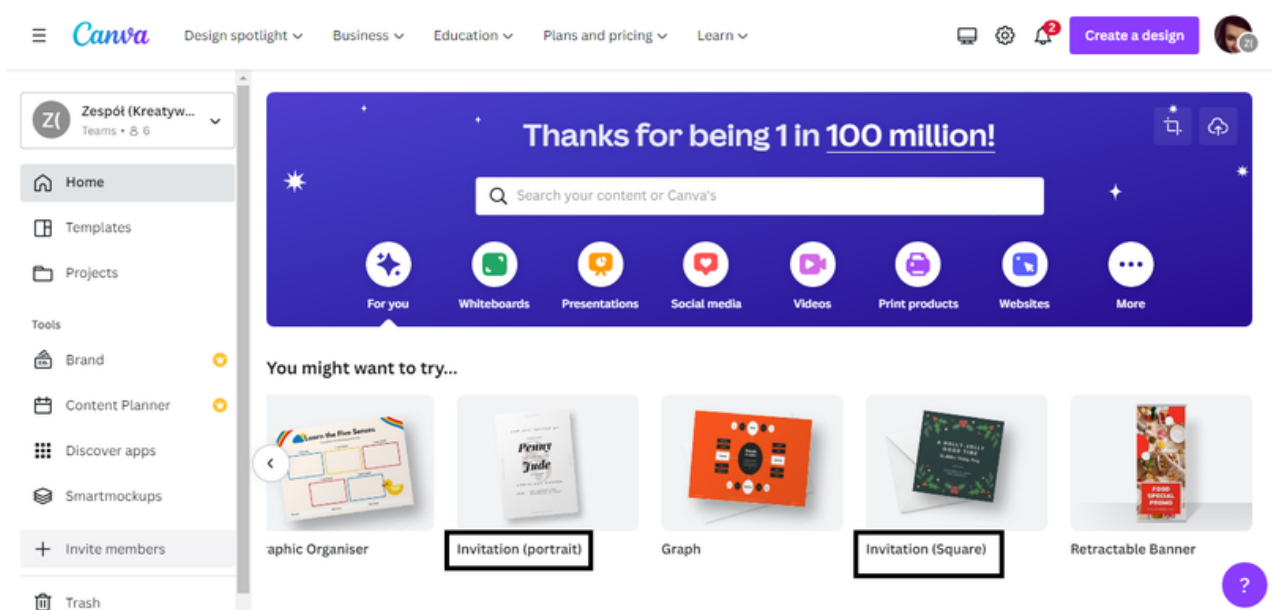 Canva
Design spotlight
Business
Education
Plans and pricing
Learn
2
Create a design
Z(
Z(
Zespół (Kreatyw...
Teams • 6
Home
Templates
Projects
Tools
Brand
Content Planner
Discover apps
Smartmockups
Invite members
Trash
Thanks for being 1 in 100 million!
Search your content or Canva's
For you
Whiteboards
Presentations
Social media
Videos
Print products
Websites
More
You might want to try...
Learn the Five Senses
Penny
Jude
A HOLLY JOLLY
GOOD TIME
FOOD
SPECIAL
PROMO
aphic Organiser
Invitation (portrait)
Graph
Invitation (Square)
Retractable Banner
?